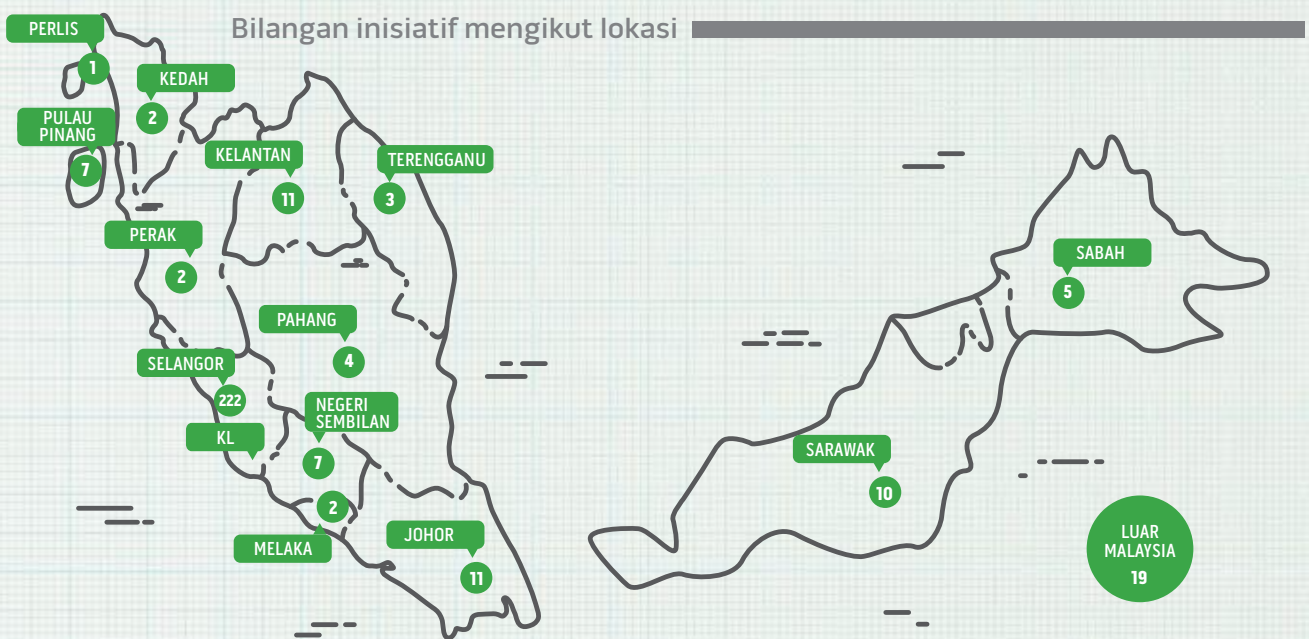 Bilangan inisiatif mengikut lokasi
PERLIS
1
KEDAH
2
PULAU
PINANG
7
KELANTAN
11
TERENGGANU
3
PERAK
2
PAHANG
4
SELANGOR
222
KL
NEGERI
SEMBILAN
7
2
MELAKA
JOHOR
11
SABAH
5
SARAWAK
10
LUAR
MALAYSIA
19